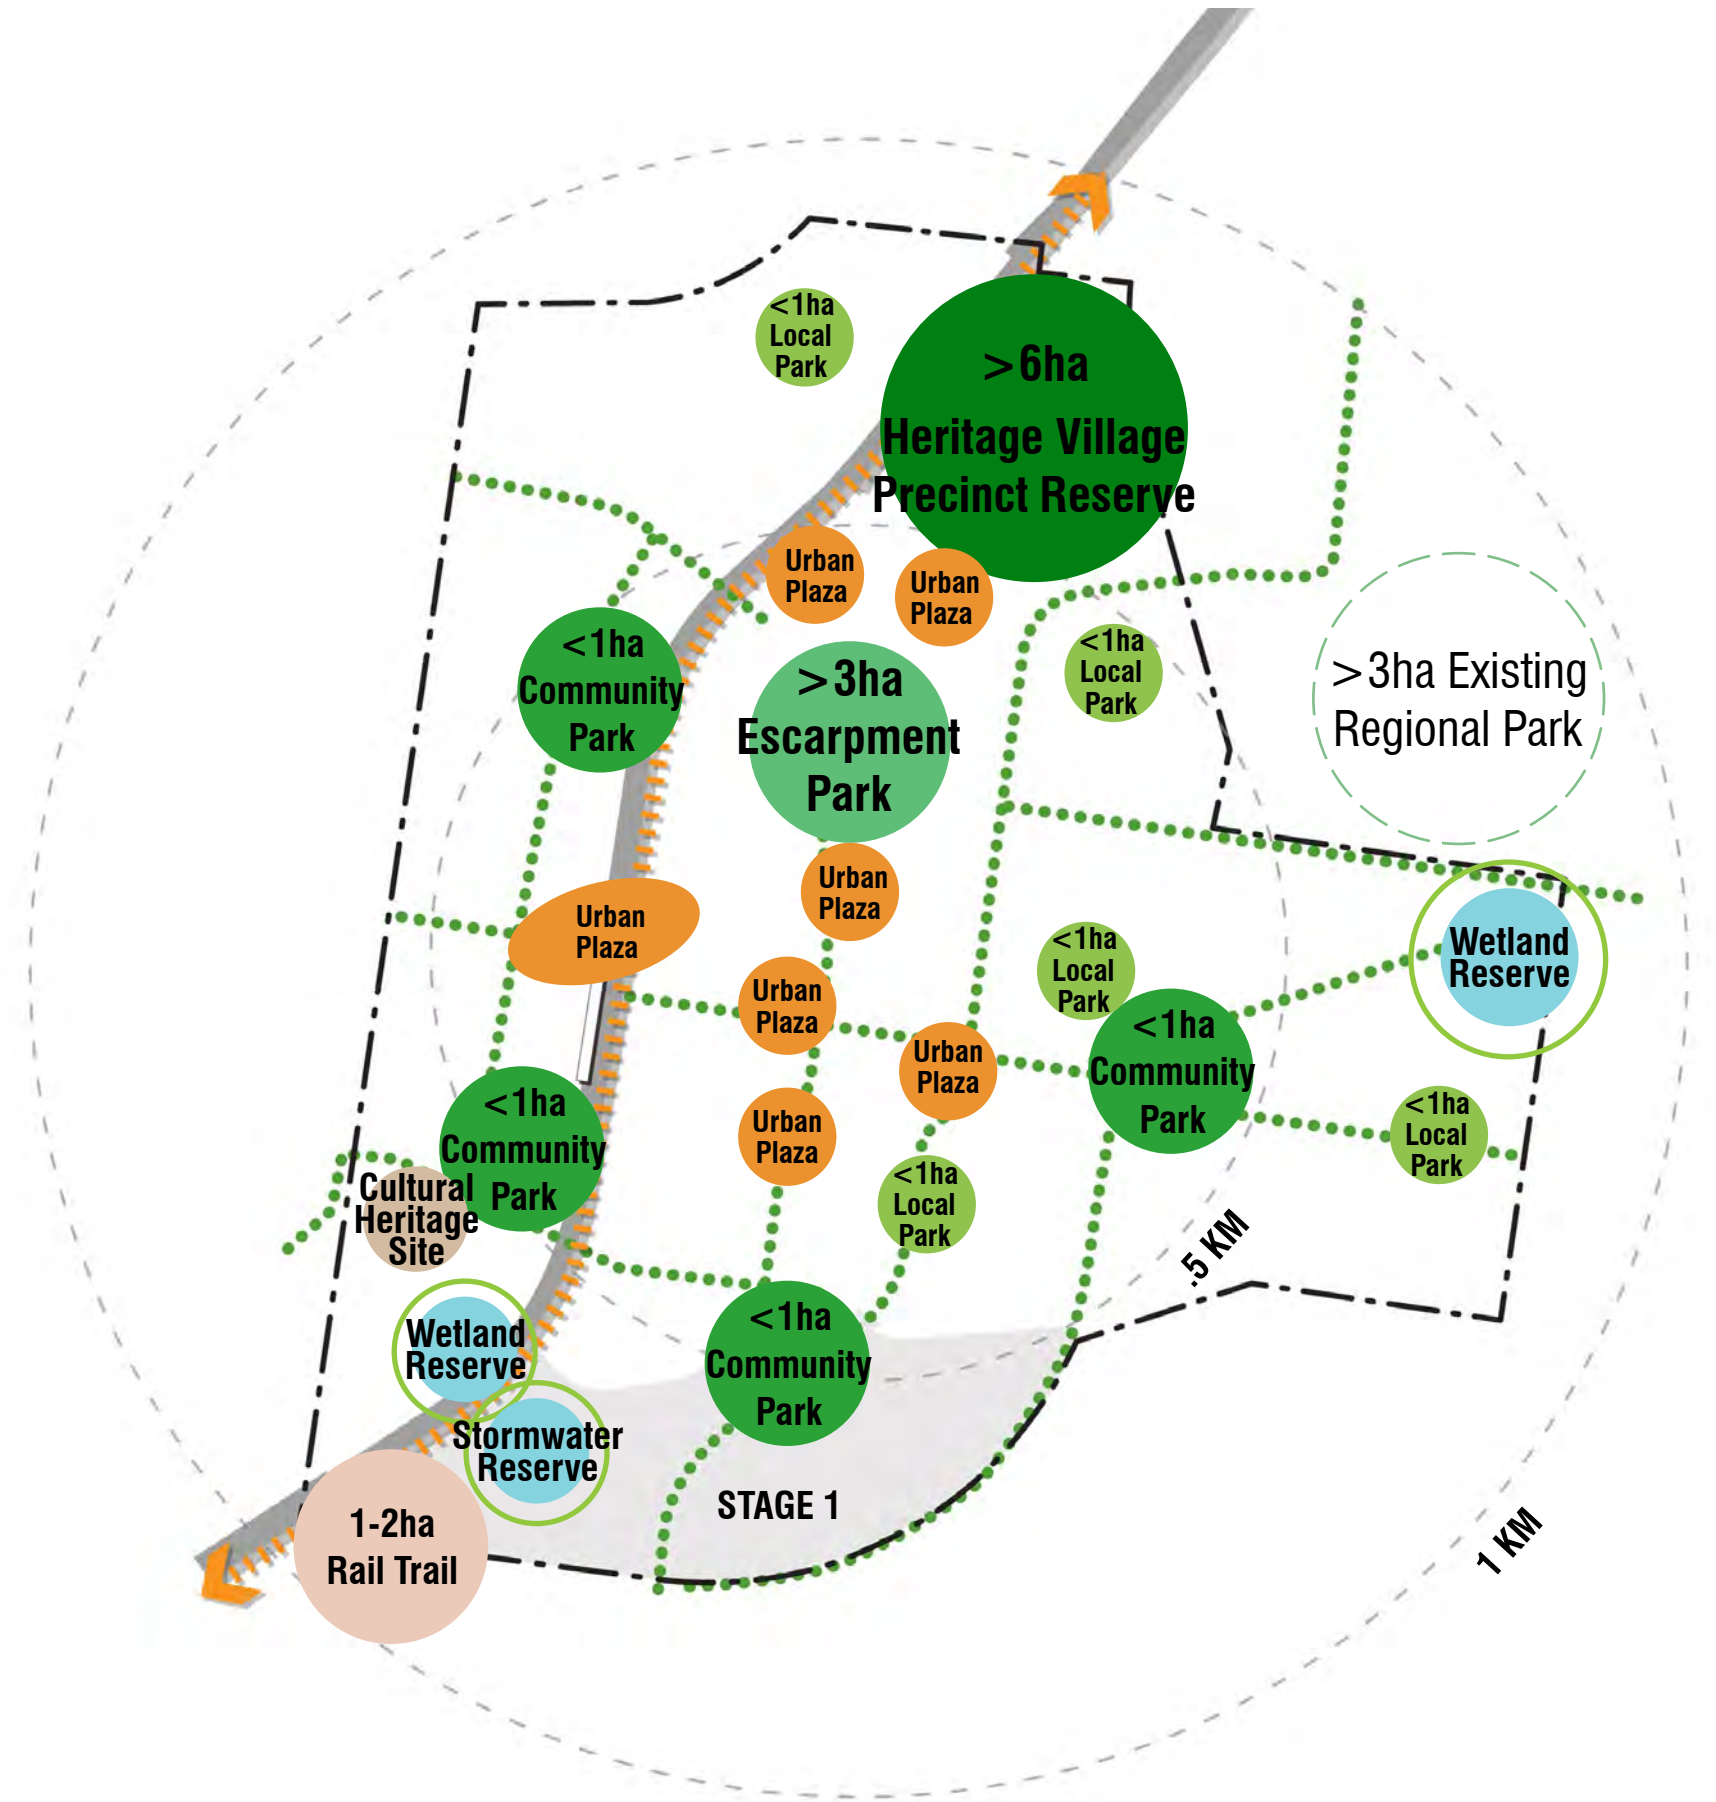 <1ha
Local
Park
>6ha
Heritage Village
Precinct Reserve
Urban
Plaza
Urban
Plaza
<1ha
Community
Park
>3ha
Escarpment
Park
<1ha
Local
Park
>3ha Existing
Regional Park
Urban
Plaza
Urban
Plaza
<1ha
Local
Park
Wetland
Reserve
Urban
Plaza
Urban
Plaza
<1ha
Community
Park
<1ha
Community
Park
Urban
Plaza
<1ha
Local
Park
Cultural
Heritage
Site
<1ha
Local
Park
.5 KM
Wetland
Reserve
<1ha
Community
Park
Stormwater
Reserve
STAGE 1
1-2ha
Rail Trail
1 KM